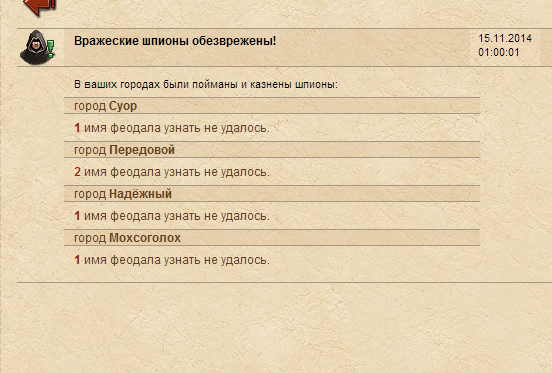 Вражеские шпионы обезврежены!
15.11.2014
01:00:01
В ваших городах были пойманы и казнены шпионы:
город Суор
1 имя феодала узнать не удалось.
город Передовой
2 имя феодала узнать не удалось.
город Надёжный
1 имя феодала узнать не удалось.
город Мохсоголох
1 имя феодала узнать не удалось.